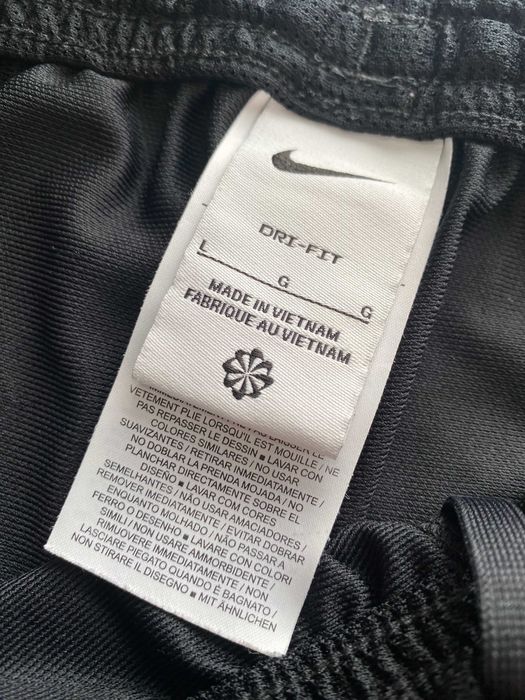 DRI-FIT
L G G
MADE IN VIETNAM
FABRIQUE AU VIETNAM
VETEMENT PLIE LORSQU'IL EST MOUILLE / NE
PAS REPASSER LE DESSIN ■ LAVAR CON
COLORES SIMILARES / NO USAR
SUAVIZANTES / RETIRAR INMEDIATAMENTE /
NO DOBLAR LA PRENDA MOJADA / NO
PLANCHAR DIRECTAMENTE SOBRE EL
DISEÑO ■ LAVAR COM CORES
SEMELHANTES / NÃO USAR AMACIADORES /
REMOVER IMEDIATAMENTE / EVITAR DOBRAR
ENQUANTO MOLHADO / NÃO PASSAR A
FERRO O DESENHO ■ LAVARE CON COLORI
SIMILI / NON USARE AMMORBIDENTE /
RIMUOVERE IMMEDIATAMENTE / NON
LASCIARE PIEGATO QUANDO È BAGNATO /
NON STIRARE IL DISEGNO ■ MIT ÄHNLICHEN